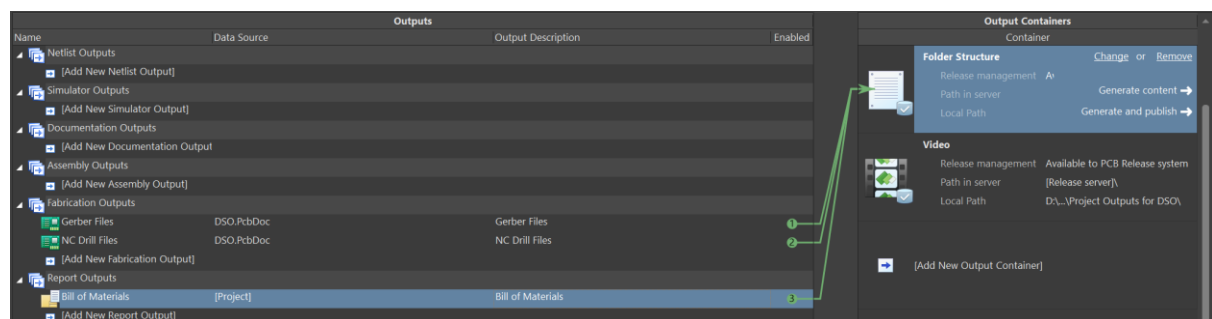 Outputs
Name Data Source Output Description Enabled
Netlist Outputs
[Add New Netlist Output]
Simulator Outputs
[Add New Simulator Output]
Documentation Outputs
[Add New Documentation Output
Assembly Outputs
[Add New Assembly Output]
Fabrication Outputs
Gerber Files DSO.PcbDoc Gerber Files 1
NC Drill Files DSO.PcbDoc NC Drill Files 2
[Add New Fabrication Output]
Report Outputs
Bill of Materials [Project] Bill of Materials 3
[Add New Report Output]
Output Containers
Container
Folder Structure Change or Remove
Release management
Path in server Generate content
Local Path Generate and publish
Video
Release management Available to PCB Release system
Path in server [Release server]\
Local Path D:\...\Project Outputs for DSO\
[Add New Output Container]